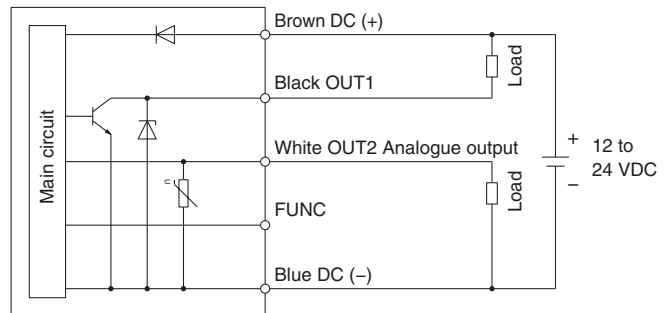 Brown DC (+)
Main circuit
Load
Black OUT1
White OUT2 Analogue output
+
12 to
24 VDC
−
Load
FUNC
Blue DC (−)